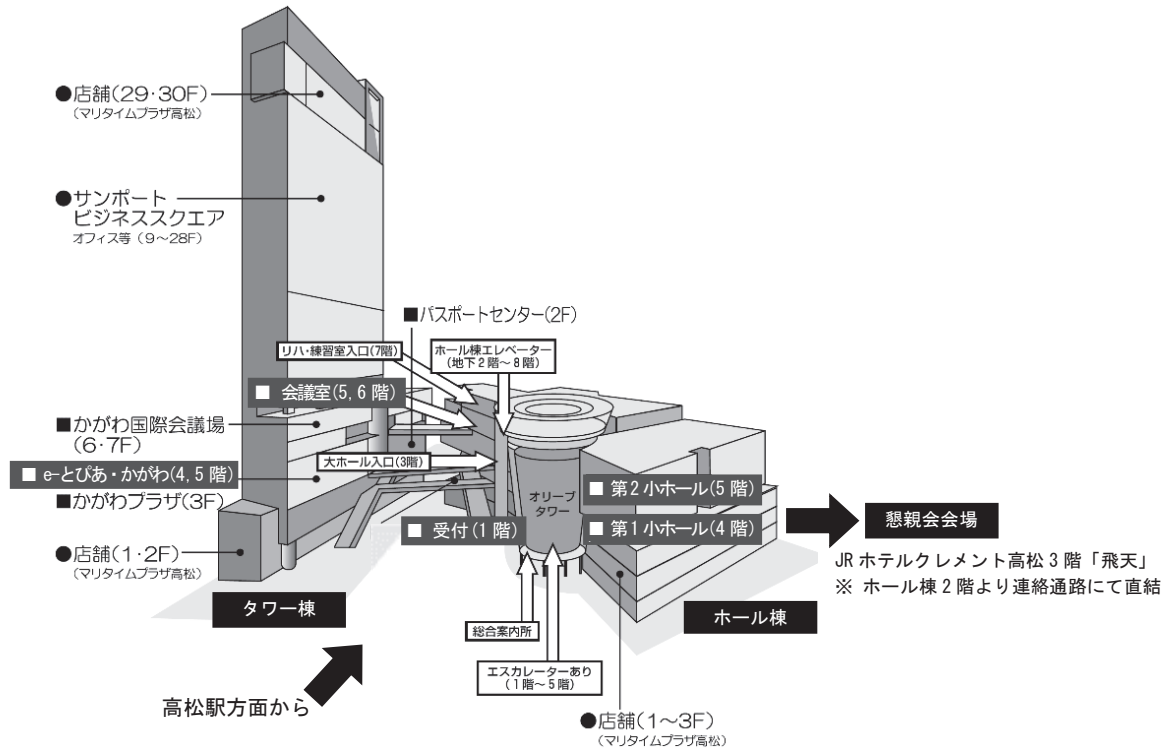 ●店舗(29·30F)
(マリタイムプラザ高松)
●サンポート
ビジネススクエア
オフィス等（9～28F）
■パスポートセンター(2F)
リハ・練習室入口(7階)
ホール棟エレベーター
(地下2階～8階)
■ 会議室(5, 6 階)
■かがわ国際会議場
(6·7F)
大ホール入口(3階)
■ e-とぴあ・かがわ(4, 5 階)
■かがわプラザ(3F)
オリーブ
タワー
■ 第2小ホール(5 階)
■ 受付(1 階)
■ 第1小ホール(4 階)
懇親会会場
●店舗(1·2F)
(マリタイムプラザ高松)
JR ホテルクレメント高松 3 階「飛天」
※ ホール棟 2 階より連絡通路にて直結
タワー棟
ホール棟
総合案内所
エスカレーターあり
(1階～5階)
高松駅方面から
●店舗(1～3F)
(マリタイムプラザ高松)